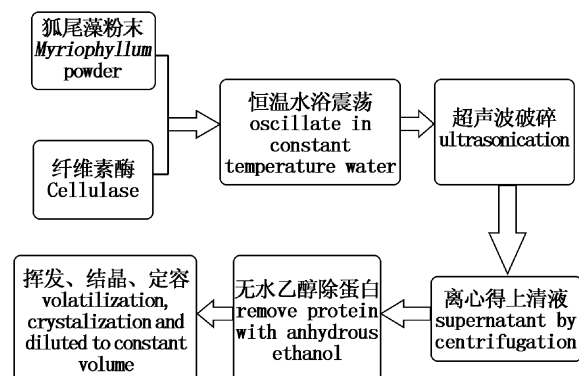 狐尾藻粉末
Myriophyllum
powder
纤维素酶
Cellulase
恒温水浴震荡
oscillate in
constant
temperature water
超声波破碎
ultrasonication
离心得上清液
supernatant by
centrifugation
无水乙醇除蛋白
remove protein
with anhydrous
ethanol
挥发、结晶、定容
volatilization,
crystalization and
diluted to constant
volume